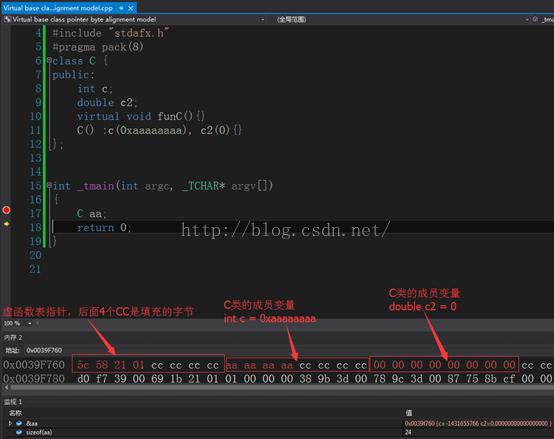 Virtual base cla...ignment model.cpp
Virtual base class pointer byte alignment model
(全局范围)
_tma
4 #include "stdafx.h"
5 #pragma pack(8)
6 class C {
7 public:
8 int c;
9 double c2;
10 virtual void funC(){}
11 C() :c(0xaaaaaaaa), c2(0){}
12 };
13
14
15 int _tmain(int argc, _TCHAR* argv[])
16 {
17 C aa;
18 return 0;
19 }
20
21
http://blog.csdn.net/
虚函数表指针，后面4个CC是填充的字节
C类的成员变量
int c = 0xaaaaaaaa
C类的成员变量
double c2 = 0
100 %
内存 2
地址: 0x0039F760
0x0039F760 5c 58 21 01 cc cc cc cc aa aa aa aa cc cc cc cc 00 00 00 00 00 00 00 00 cc cc
0x0039F780 d0 f7 39 00 69 1b 21 01 01 00 00 00 38 9b 3d 00 78 9c 3d 00 87 75 8b cf 00 00
监视 1
名称 值
&aa 0x0039f760 {c=-1431655766 c2=0.00000000000000000 }
sizeof(aa) 24